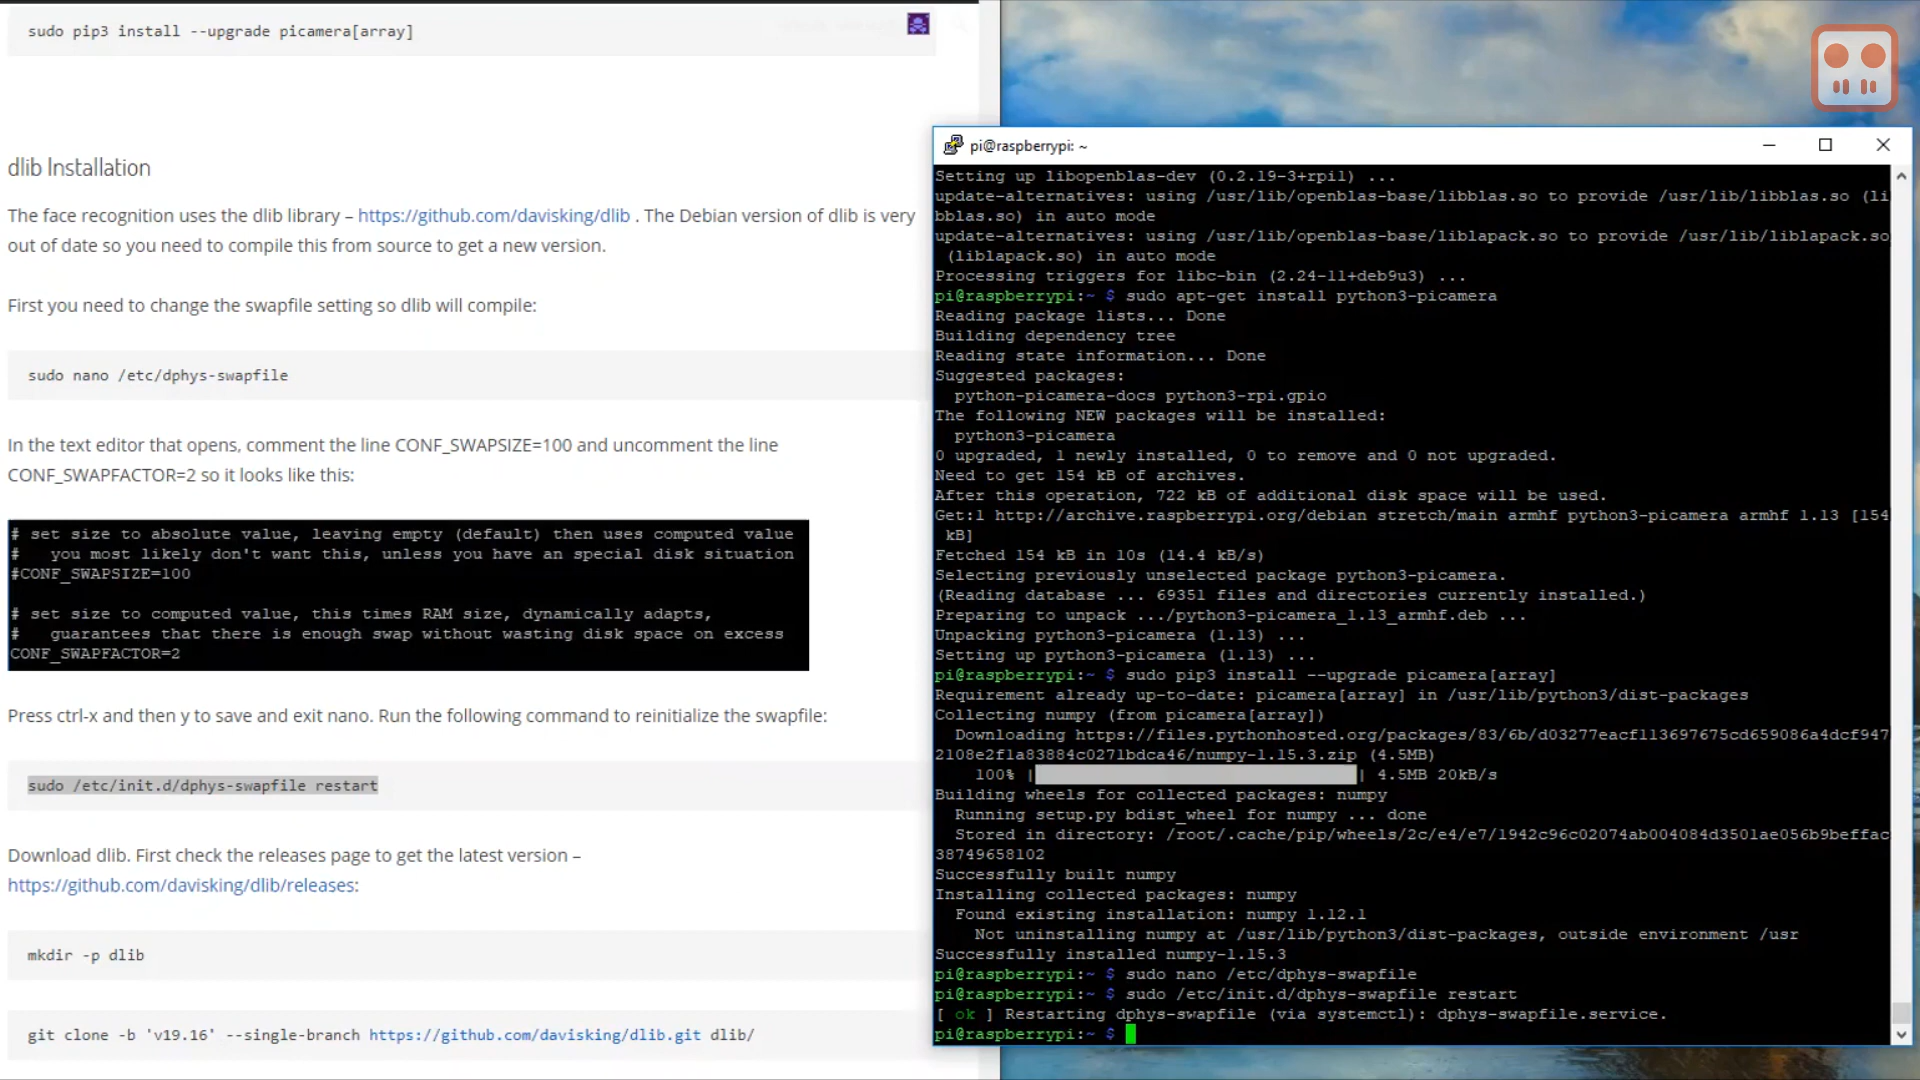 sudo pip3 install --upgrade picamera[array]
dlib Installation
The face recognition uses the dlib library – https://github.com/davisking/dlib . The Debian version of dlib is very
out of date so you need to compile this from source to get a new version.
First you need to change the swapfile setting so dlib will compile:
sudo nano /etc/dphys-swapfile
In the text editor that opens, comment the line CONF_SWAPSIZE=100 and uncomment the line
CONF_SWAPFACTOR=2 so it looks like this:
# set size to absolute value, leaving empty (default) then uses computed value
#   you most likely don't want this, unless you have an special disk situation
#CONF_SWAPSIZE=100
# set size to computed value, this times RAM size, dynamically adapts,
#   guarantees that there is enough swap without wasting disk space on excess
CONF_SWAPFACTOR=2
Press ctrl-x and then y to save and exit nano. Run the following command to reinitialize the swapfile:
sudo /etc/init.d/dphys-swapfile restart
Download dlib. First check the releases page to get the latest version –
https://github.com/davisking/dlib/releases:
mkdir -p dlib
git clone -b 'v19.16' --single-branch https://github.com/davisking/dlib.git dlib/
pi@raspberrypi: ~
Setting up libopenblas-dev (0.2.19-3+rpi1) ...
update-alternatives: using /usr/lib/openblas-base/libblas.so to provide /usr/lib/libblas.so (li
bblas.so) in auto mode
update-alternatives: using /usr/lib/openblas-base/liblapack.so to provide /usr/lib/liblapack.so
 (liblapack.so) in auto mode
Processing triggers for libc-bin (2.24-11+deb9u3) ...
pi@raspberrypi:~ $ sudo apt-get install python3-picamera
Reading package lists... Done
Building dependency tree
Reading state information... Done
Suggested packages:
  python-picamera-docs python3-rpi.gpio
The following NEW packages will be installed:
  python3-picamera
0 upgraded, 1 newly installed, 0 to remove and 0 not upgraded.
Need to get 154 kB of archives.
After this operation, 722 kB of additional disk space will be used.
Get:1 http://archive.raspberrypi.org/debian stretch/main armhf python3-picamera armhf 1.13 [154
 kB]
Fetched 154 kB in 10s (14.4 kB/s)
Selecting previously unselected package python3-picamera.
(Reading database ... 69351 files and directories currently installed.)
Preparing to unpack .../python3-picamera_1.13_armhf.deb ...
Unpacking python3-picamera (1.13) ...
Setting up python3-picamera (1.13) ...
pi@raspberrypi:~ $ sudo pip3 install --upgrade picamera[array]
Requirement already up-to-date: picamera[array] in /usr/lib/python3/dist-packages
Collecting numpy (from picamera[array])
  Downloading https://files.pythonhosted.org/packages/83/6b/d03277eacf113697675cd659086a4dcf947
2108e2f1a83884c0271bdca46/numpy-1.15.3.zip (4.5MB)
    100% | | 4.5MB 20kB/s
Building wheels for collected packages: numpy
  Running setup.py bdist_wheel for numpy ... done
  Stored in directory: /root/.cache/pip/wheels/2c/e4/e7/1942c96c02074ab004084d3501ae056b9beffac
38749658102
Successfully built numpy
Installing collected packages: numpy
  Found existing installation: numpy 1.12.1
    Not uninstalling numpy at /usr/lib/python3/dist-packages, outside environment /usr
Successfully installed numpy-1.15.3
pi@raspberrypi:~ $ sudo nano /etc/dphys-swapfile
pi@raspberrypi:~ $ sudo /etc/init.d/dphys-swapfile restart
[ ok ] Restarting dphys-swapfile (via systemctl): dphys-swapfile.service.
pi@raspberrypi:~ $